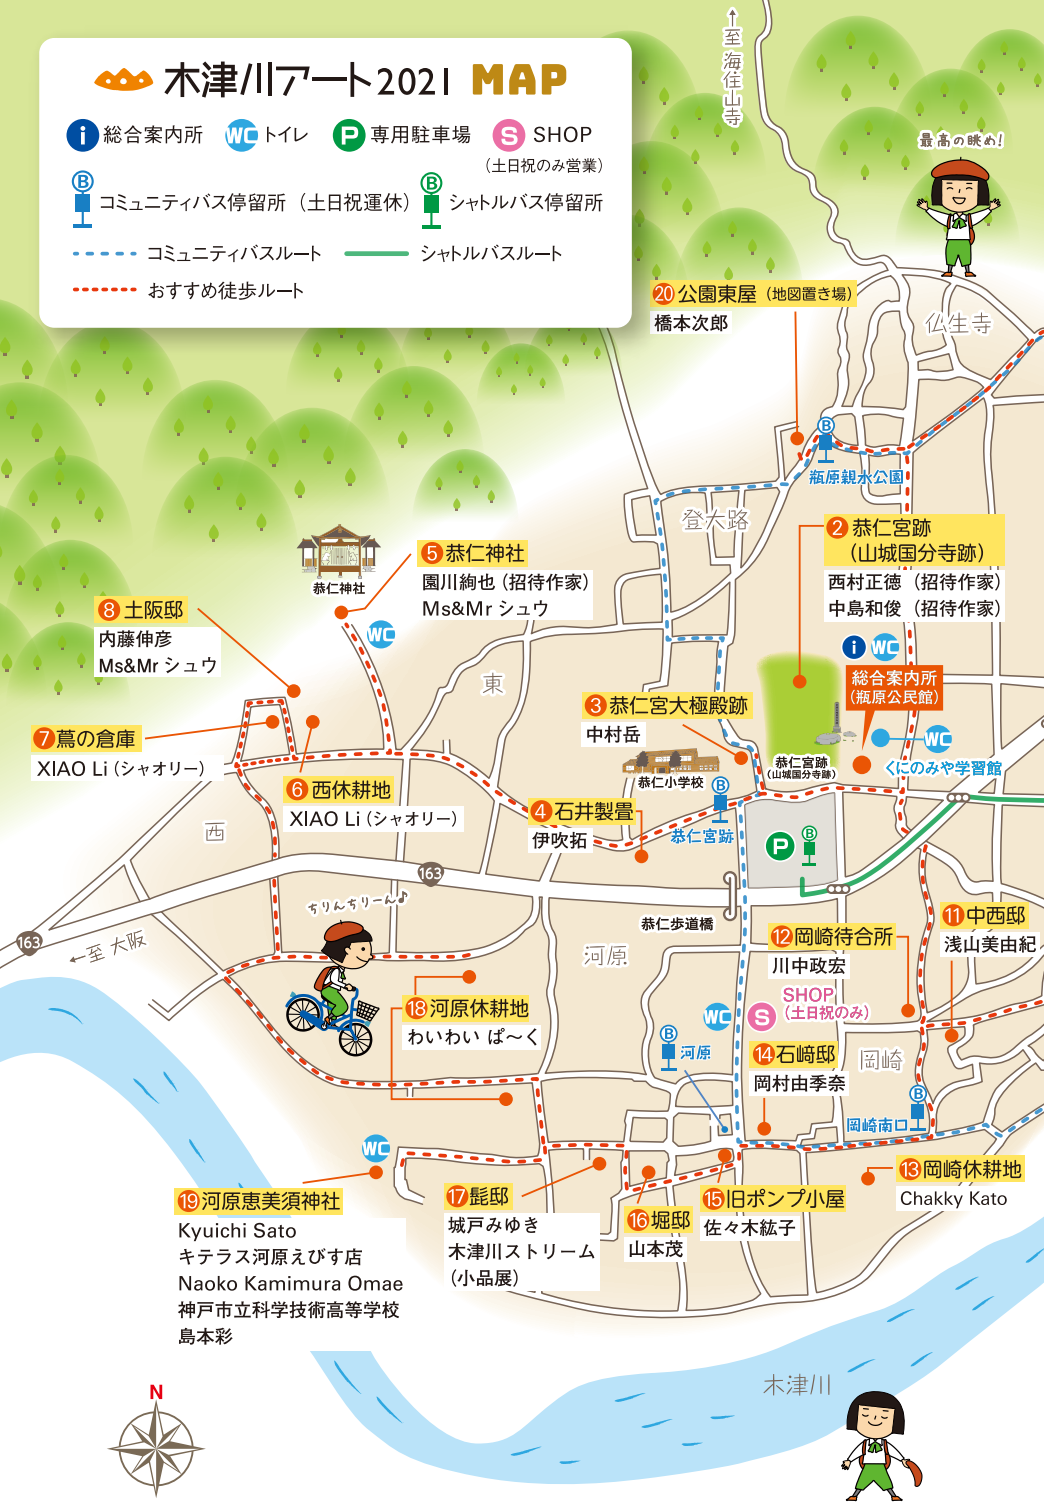 木津川アート2021 MAP
i 総合案内所
WC トイレ
P 専用駐車場
S SHOP
(土日祝のみ営業)
B コミュニティバス停留所（土日祝運休）
B シャトルバス停留所
コミュニティバスルート
シャトルバスルート
おすすめ徒歩ルート
↑至 海住山寺
最高の眺め!
20 公園東屋（地図置き場）
橋本次郎
仏生寺
B
瓶原親水公園
登大路
2 恭仁宮跡
（山城国分寺跡）
西村正徳（招待作家）
中島和俊（招待作家）
i WC
総合案内所
(瓶原公民館)
WC
くにのみや学習館
恭仁宮跡
(山城国分寺跡)
5 恭仁神社
園川絢也（招待作家）
Ms&Mr シュウ
恭仁神社
WC
8 土阪邸
内藤伸彦
Ms&Mr シュウ
東
3 恭仁宮大極殿跡
中村岳
恭仁小学校
7 蔦の倉庫
XIAO Li（シャオリー）
6 西休耕地
XIAO Li（シャオリー）
4 石井製畳
伊吹拓
B
恭仁宮跡
P B
西
163
163
←至 大阪
ちりんちりーん♪
恭仁歩道橋
河原
11 中西邸
浅山美由紀
12 岡崎待合所
川中政宏
SHOP
S （土日祝のみ）
WC
B 河原
18 河原休耕地
わいわい ぱ〜く
14 石﨑邸
岡村由季奈
岡崎
B
岡崎南口
WC
13 岡崎休耕地
Chakky Kato
19 河原恵美須神社
Kyuichi Sato
キテラス河原えびす店
Naoko Kamimura Omae
神戸市立科学技術高等学校
島本彩
17 髭邸
城戸みゆき
木津川ストリーム
（小品展）
16 堀邸
山本茂
15 旧ポンプ小屋
佐々木紘子
木津川
N